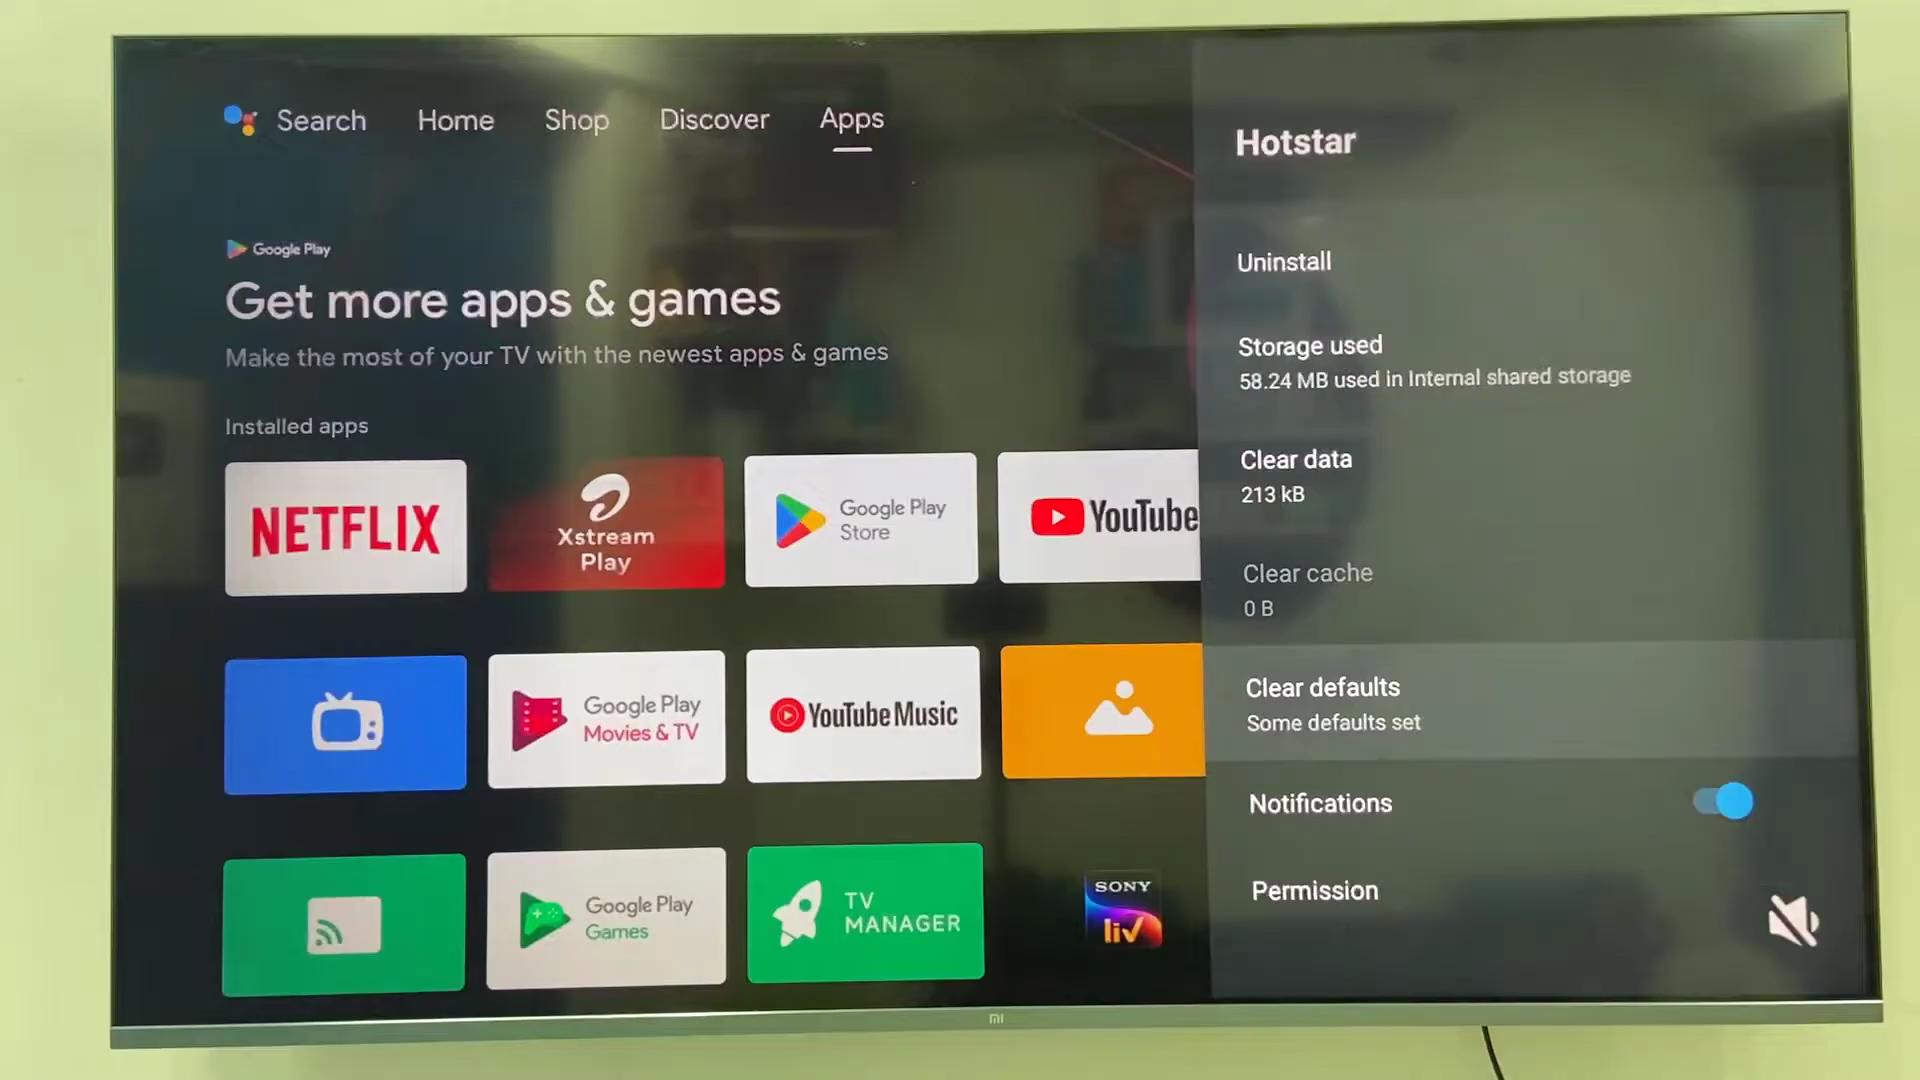 Search Home Shop Discover Apps
Google Play
Get more apps & games
Make the most of your TV with the newest apps & games
Installed apps
NETFLIX
Xstream
Play
Google Play
Store
YouTube
Google Play
Movies & TV
YouTube Music
Google Play
Games
TV
MANAGER
SONY
liv
Hotstar
Uninstall
Storage used
58.24 MB used in Internal shared storage
Clear data
213 kB
Clear cache
0 B
Clear defaults
Some defaults set
Notifications
Permission
mi